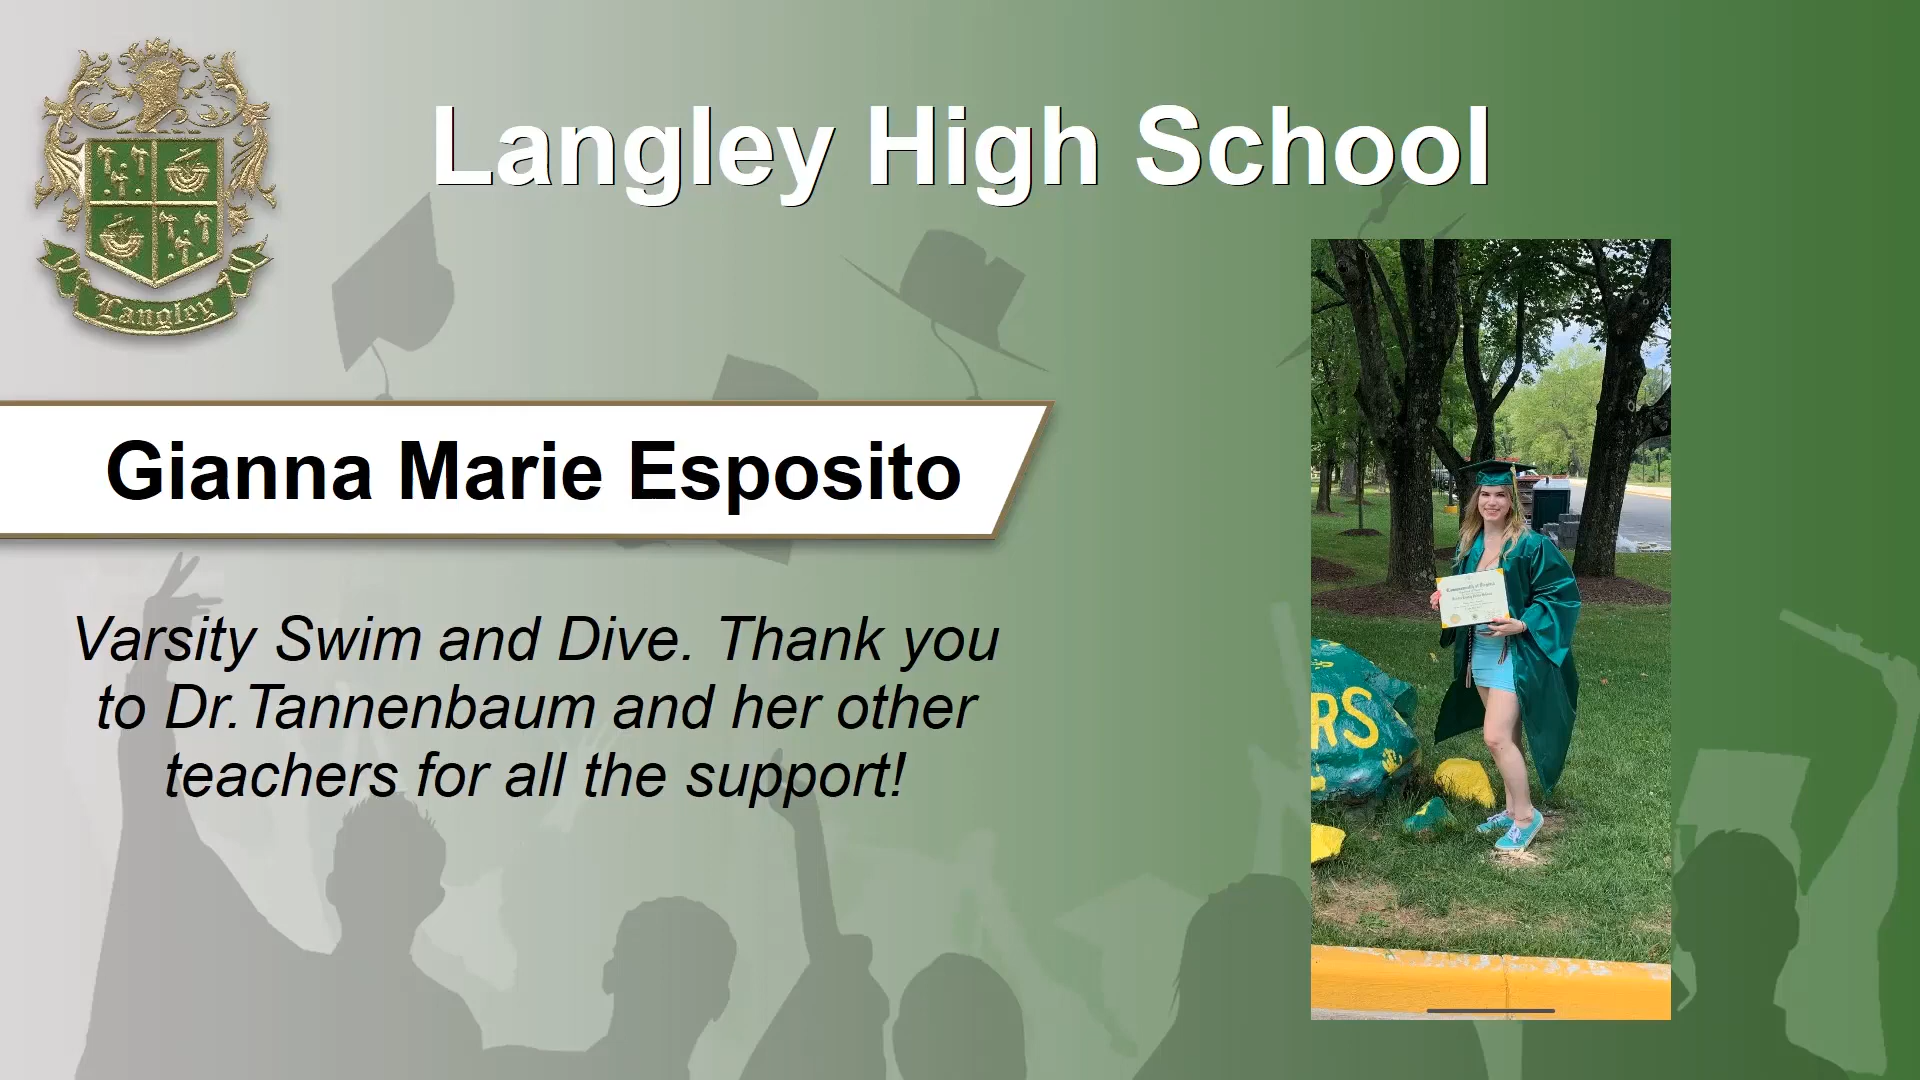 Langley High School
Langley
Gianna Marie Esposito
Varsity Swim and Dive. Thank you
to Dr.Tannenbaum and her other
teachers for all the support!
RS